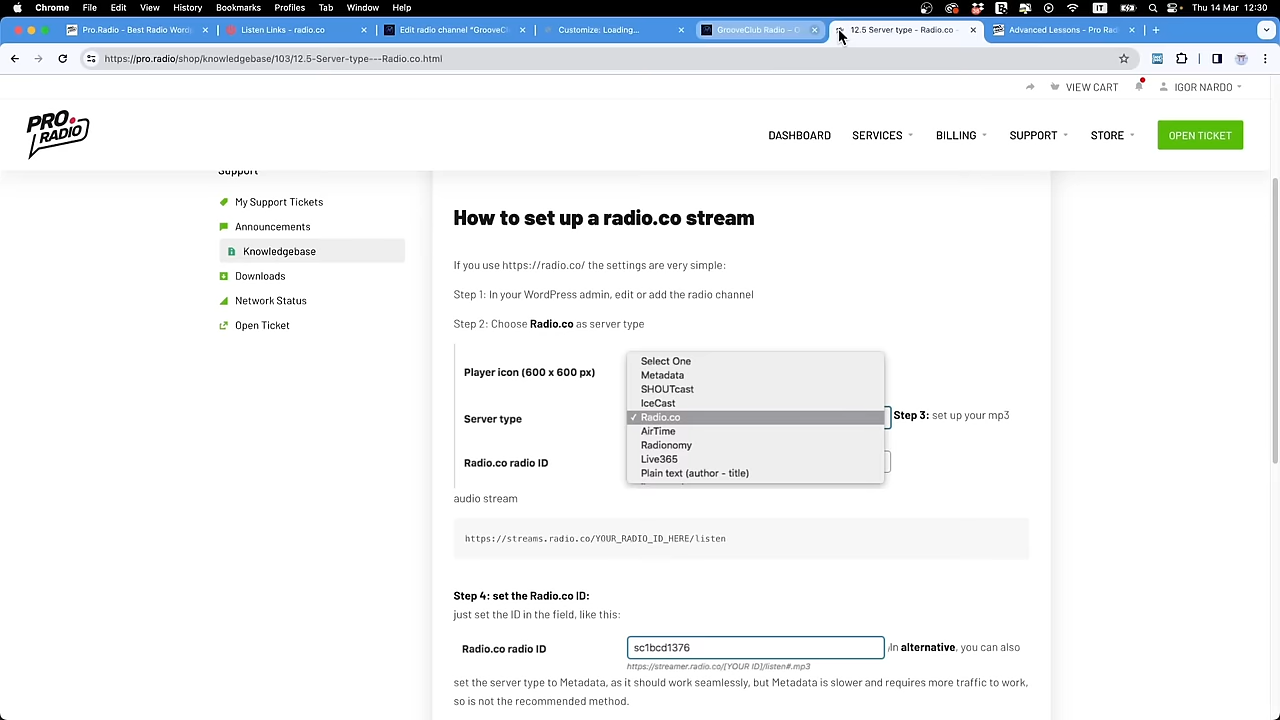 Chrome File Edit View History Bookmarks Profiles Tab Window Help Thu 14 Mar 12:30
Pro.Radio - Best Radio Wordp Listen Links - radio.co Edit radio channel "GrooveCl Customize: Loading... GrooveClub Radio – 12.5 Server type - Radio.co Advanced Lessons - Pro Rad
https://pro.radio/shop/knowledgebase/103/12.5-Server-type---Radio.co.html
VIEW CART IGOR NARDO
PRO.
RADIO
DASHBOARD SERVICES BILLING SUPPORT STORE OPEN TICKET
Support
My Support Tickets
Announcements
Knowledgebase
Downloads
Network Status
Open Ticket
How to set up a radio.co stream
If you use https://radio.co/ the settings are very simple:
Step 1: In your WordPress admin, edit or add the radio channel
Step 2: Choose Radio.co as server type
Player icon (600 x 600 px)
Server type
Radio.co radio ID
Select One
Metadata
SHOUTcast
IceCast
✓ Radio.co
AirTime
Radionomy
Live365
Plain text (author - title)
Step 3: set up your mp3
audio stream
https://streams.radio.co/YOUR_RADIO_ID_HERE/listen
Step 4: set the Radio.co ID:
just set the ID in the field, like this:
Radio.co radio ID sc1bcd1376 /In alternative, you can also
https://streamer.radio.co/[YOUR ID]/listen#.mp3
set the server type to Metadata, as it should work seamlessly, but Metadata is slower and requires more traffic to work,
so is not the recommended method.